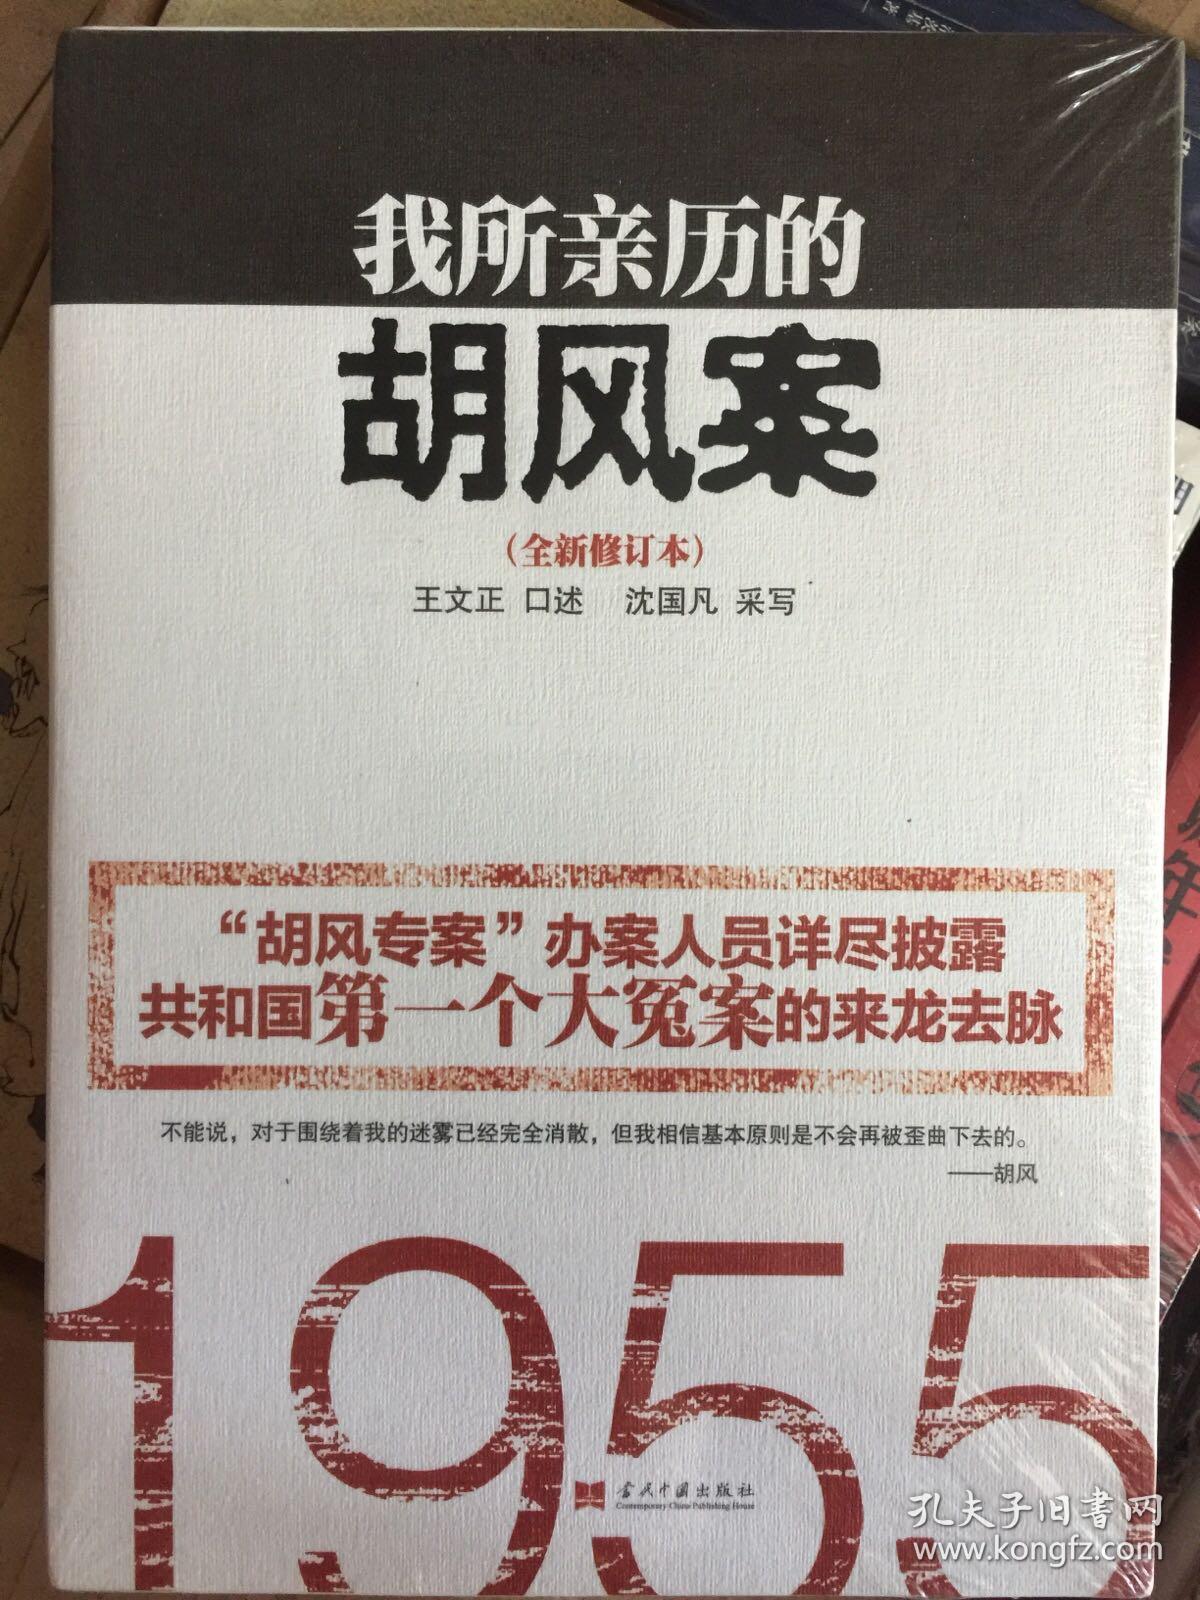 我所亲历的
胡风案
（全新修订本）
王文正 口述 沈国凡 采写
“胡风专案”办案人员详尽披露
共和国第一个大冤案的来龙去脉
不能说，对于围绕着我的迷雾已经完全消散，但我相信基本原则是不会再被歪曲下去的。
——胡风
1955
当代中国出版社
Contemporary China Publishing House
孔夫子旧书网
www.kongfz.com